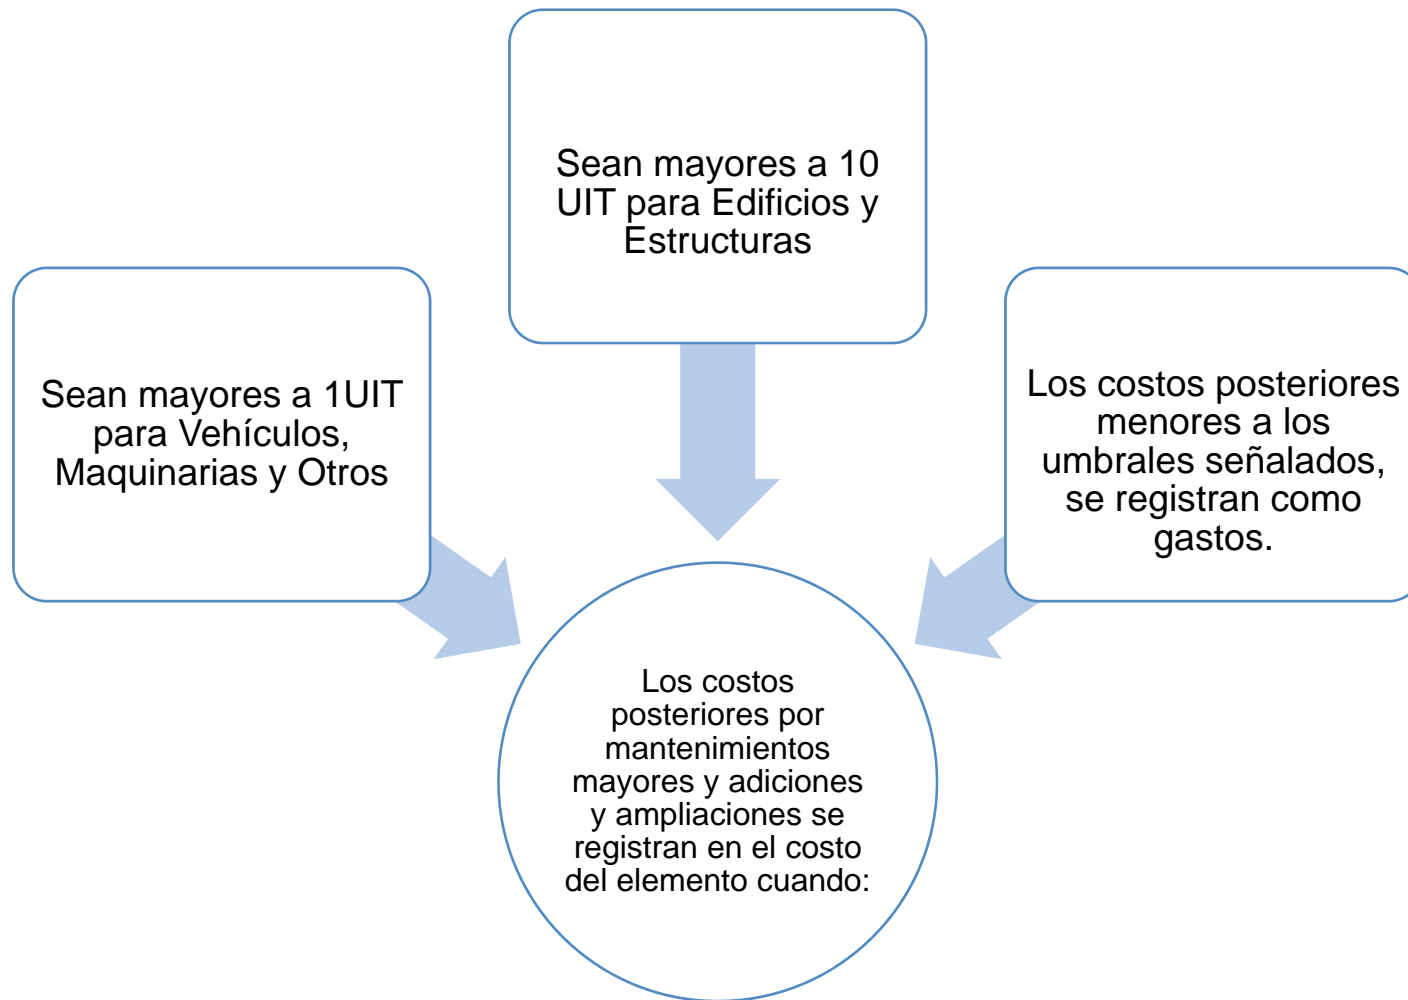 Sean mayores a 1UIT
para Vehículos,
Maquinarias y Otros
Sean mayores a 10
UIT para Edificios y
Estructuras
Los costos posteriores
menores a los
umbrales señalados,
se registran como
gastos.
Los costos
posteriores por
mantenimientos
mayores y adiciones
y ampliaciones se
registran en el costo
del elemento cuando: